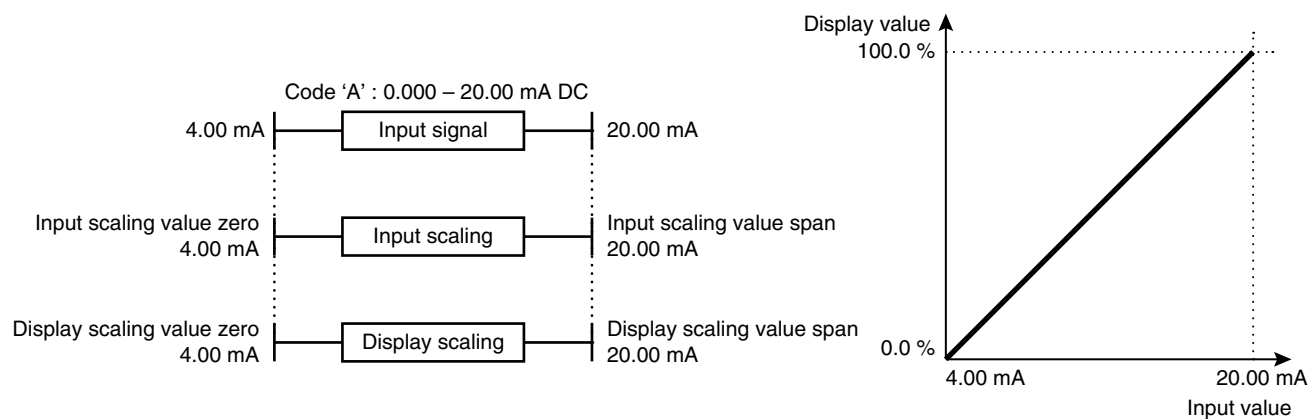 Code ‘A’ : 0.000 – 20.00 mA DC
4.00 mA
Input signal
20.00 mA
Input scaling value zero
4.00 mA
Input scaling
Input scaling value span
20.00 mA
Display scaling value zero
4.00 mA
Display scaling
Display scaling value span
20.00 mA
Display value
100.0 %
0.0 %
4.00 mA
20.00 mA
Input value